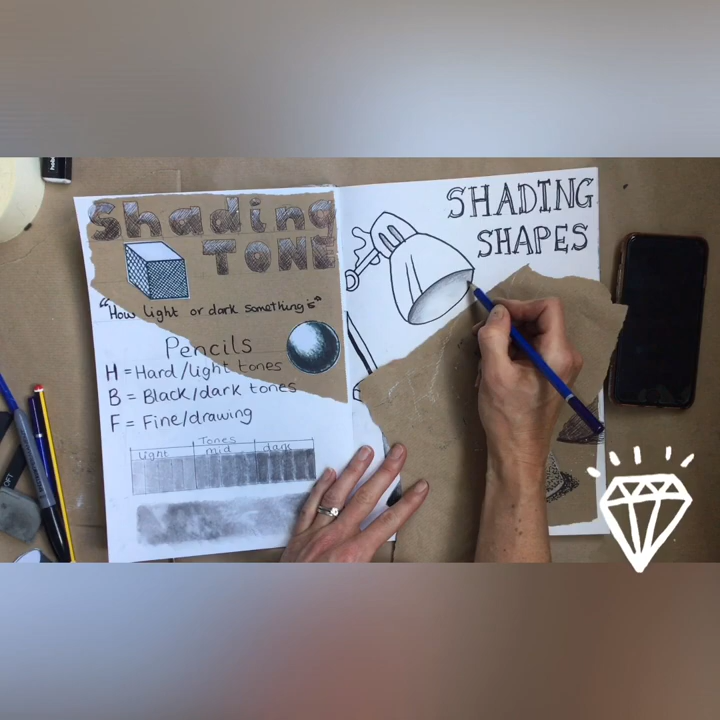 Shading
TONE
"How light or dark something is"
Pencils
H = Hard/light tones
B = Black/dark tones
F = Fine/drawing
Tones
light mid dark
SHADING
SHAPES